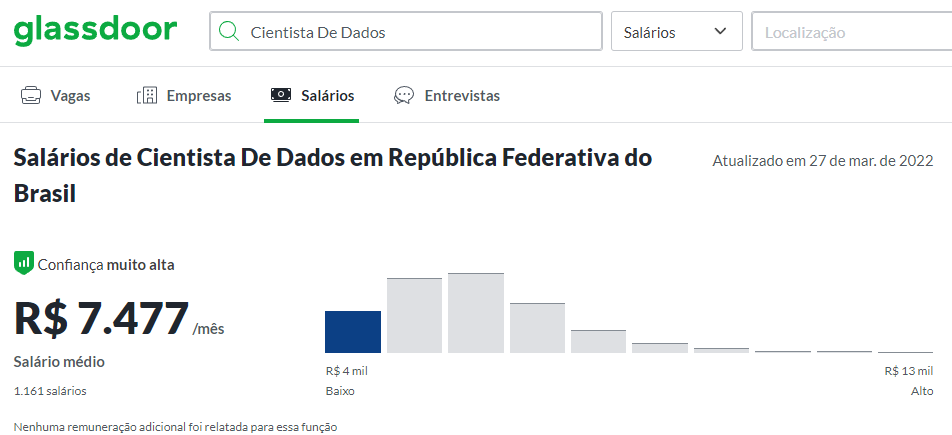 glassdoor
Cientista De Dados
Salários
Localização
Vagas
Empresas
Salários
Entrevistas
Salários de Cientista De Dados em República Federativa do
Brasil
Atualizado em 27 de mar. de 2022
Confiança muito alta
R$ 7.477 /mês
Salário médio
1.161 salários
R$ 4 mil
Baixo
R$ 13 mil
Alto
Nenhuma remuneração adicional foi relatada para essa função